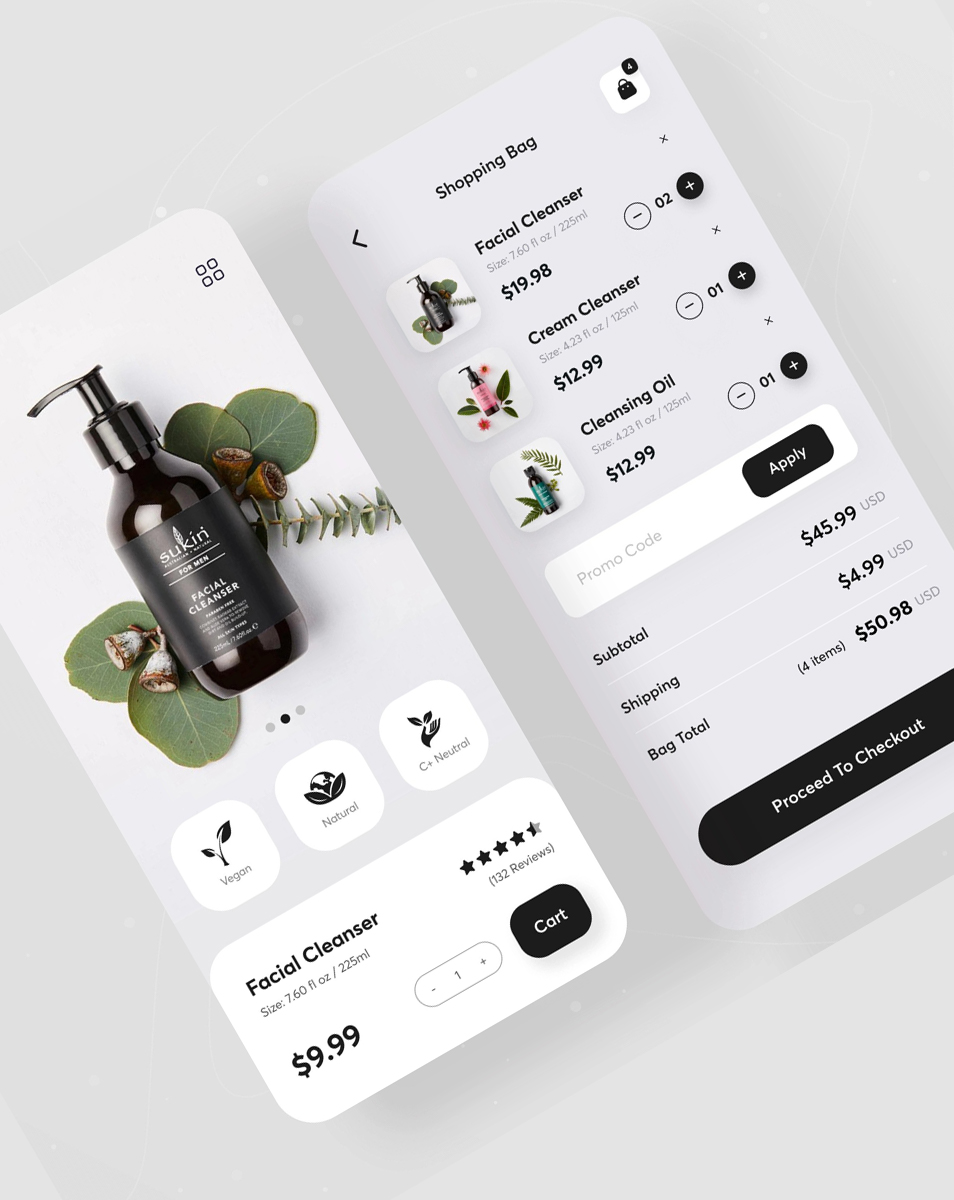 sukin
AUSTRALIAN NATURAL
FOR MEN
FACIAL
CLEANSER
PARABEN FREE
ALL SKIN TYPES
225mL / 7.60fl.oz e
Vegan
Natural
C+ Neutral
(132 Reviews)
Facial Cleanser
Size: 7.60 fl oz / 225ml
- 1 +
Cart
$9.99
4
Shopping Bag
Facial Cleanser
Size: 7.60 fl oz / 225ml
$19.98
− 02 +
Cream Cleanser
Size: 4.23 fl oz / 125ml
$12.99
− 01 +
Cleansing Oil
Size: 4.23 fl oz / 125ml
$12.99
− 01 +
Promo Code
Apply
Subtotal $45.99 USD
Shipping $4.99 USD
Bag Total (4 items) $50.98 USD
Proceed To Checkout